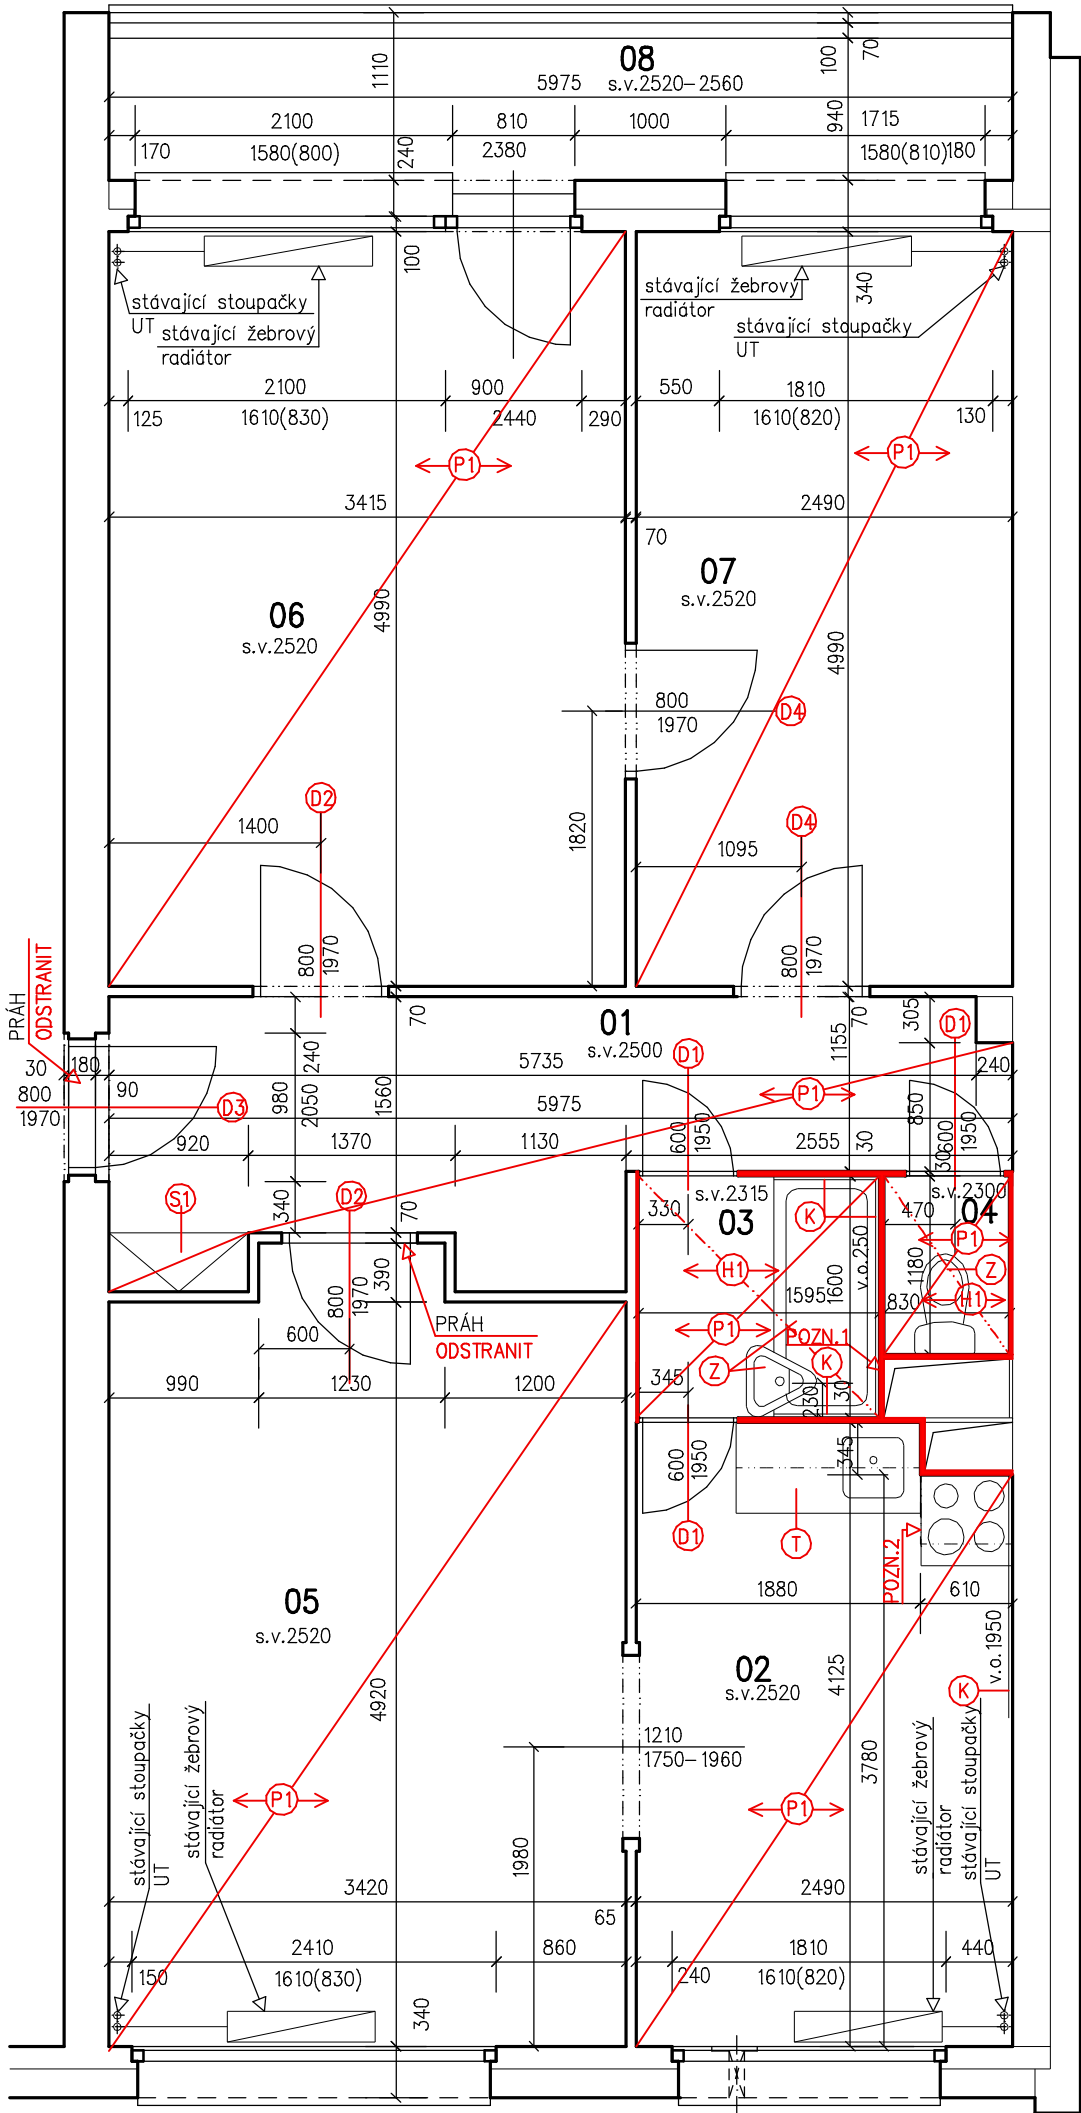 08
s.v.2520-2560
5975
1110
100
70
940
2100
1580(800)
170
240
810
2380
1000
1715
1580(810)
180
100
340
stávající stoupačky
UT
stávající žebrový
radiátor
stávající žebrový
radiátor
stávající stoupačky
UT
2100
1610(830)
125
900
2440
290
550
1810
1610(820)
130
P1
P1
3415
2490
70
06
s.v.2520
4990
07
s.v.2520
4990
800
1970
D4
1820
D2
1400
D4
1095
800
1970
800
1970
PRÁH
ODSTRANIT
70
01
s.v.2500
70
1155
305
D1
D1
30
180
90
800
1970
D3
240
980
2050
1560
5735
240
P1
5975
850
920
1370
1130
2555
600
1950
30
600
1950
30
S1
D2
340
70
s.v.2315
330
03
K
s.v.2300
470
04
P1
390
800
1970
H1
1595
1600
v.o.250
1180
Z
830
H1
PRÁH
ODSTRANIT
600
P1
POZN.1
Z
K
990
1230
1200
345
230
30
600
1950
345
D1
T
POZN.2
1880
610
05
s.v.2520
4920
02
s.v.2520
4125
v.o.1950
K
1210
1750-1960
3780
stávající stoupačky
UT
stávající žebrový
radiátor
P1
P1
stávající žebrový
radiátor
stávající stoupačky
UT
1980
3420
65
2490
2410
1610(830)
150
860
240
1810
1610(820)
440
340